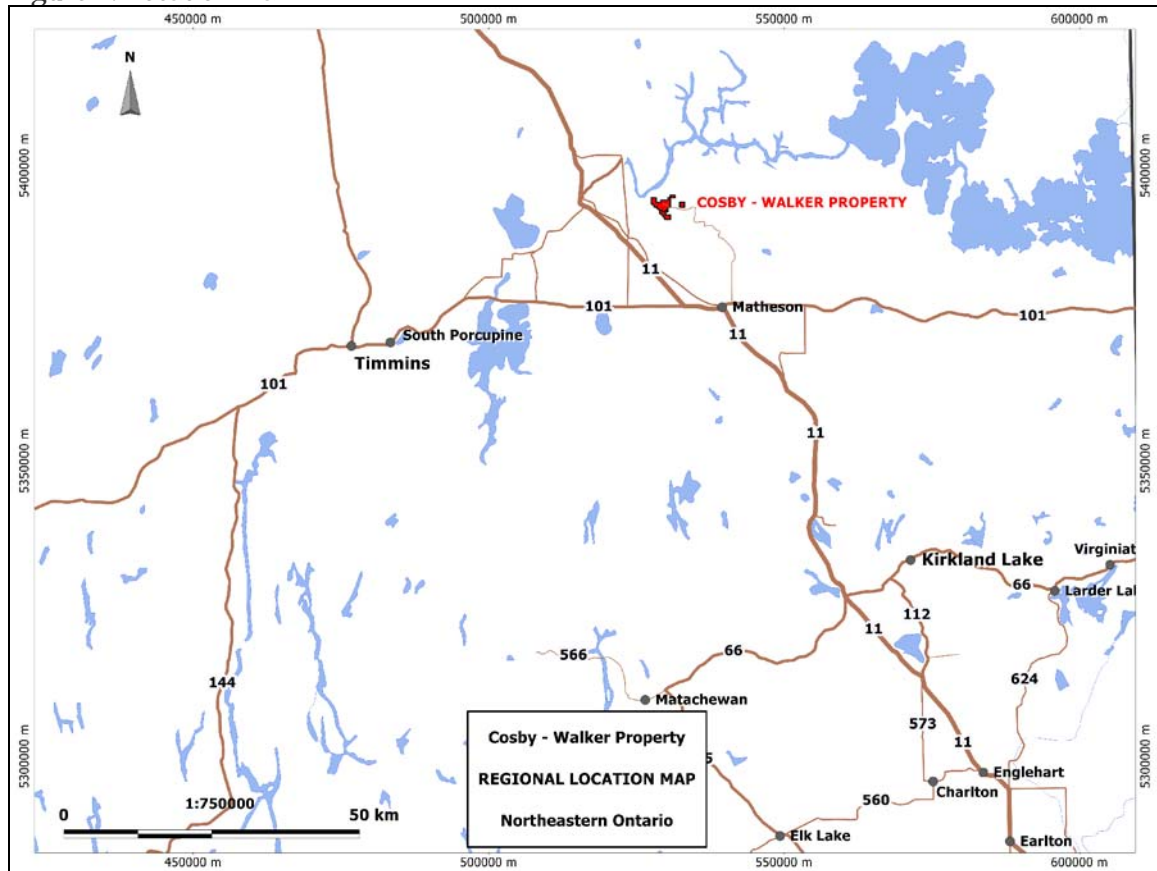 450000 m
500000 m
550000 m
600000 m
N
5400000 m
5400000 m
COSBY - WALKER PROPERTY
11
101
Matheson
101
11
South Porcupine
Timmins
101
11
5350000 m
5350000 m
Kirkland Lake
Virginiat
66
Larder Lal
112
11
566
66
144
624
Matachewan
573
11
5300000 m
5300000 m
Cosby - Walker Property
REGIONAL LOCATION MAP
Northeastern Ontario
Englehart
Charlton
560
0
1:750000
50 km
Elk Lake
Earlton
450000 m
500000 m
550000 m
600000 m